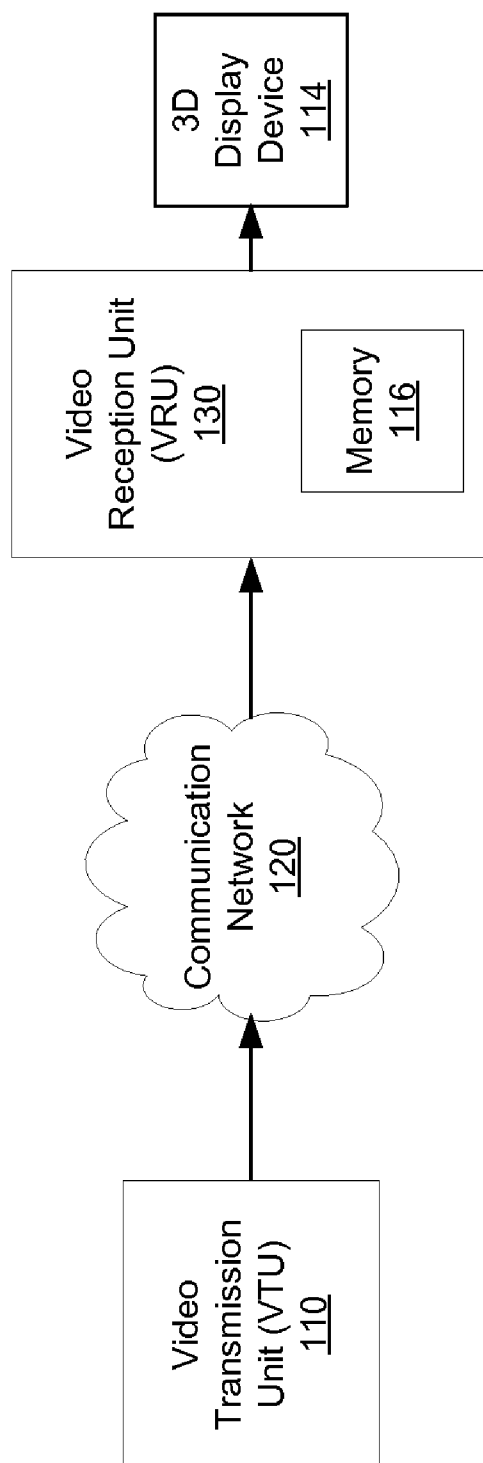 Video
Transmission
Unit (VTU)
110
Communication
Network
120
Video
Reception Unit
(VRU)
130
Memory
116
3D
Display
Device
114